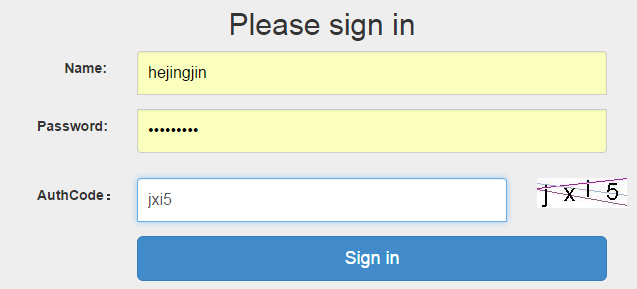 Please sign in
Name: hejingjin
Password: •••••••••
AuthCode： jxi5 j x i 5
Sign in